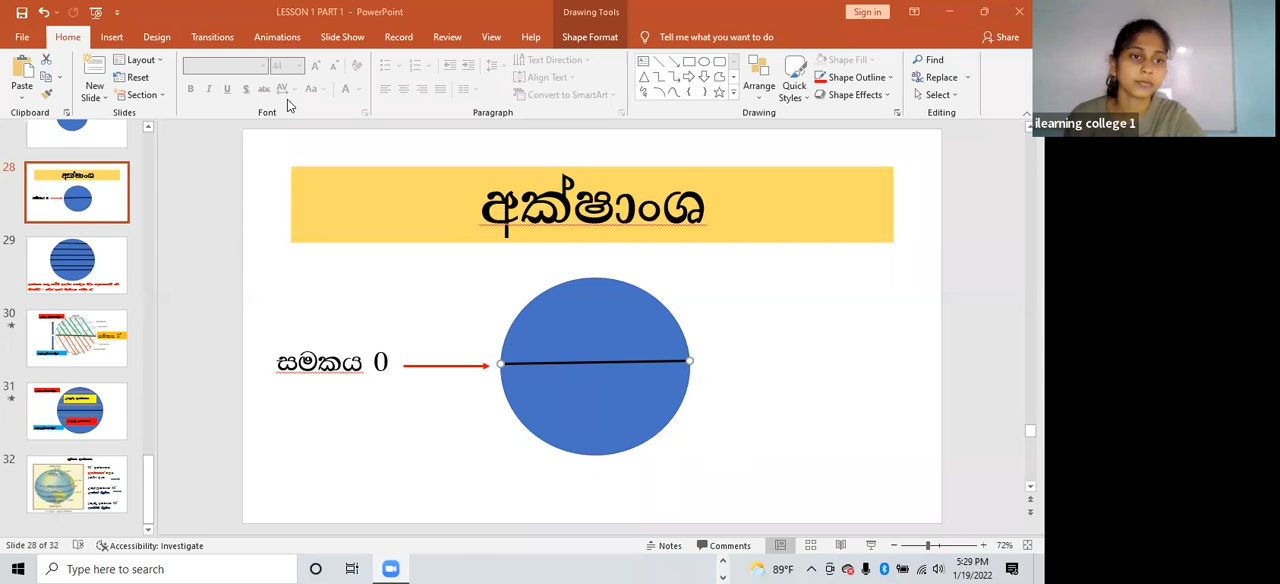 LESSON 1 PART 1 - PowerPoint
Drawing Tools
Sign in
File Home Insert Design Transitions Animations Slide Show Record Review View Help Shape Format Tell me what you want to do Share
Paste
Clipboard
New Slide
Layout
Reset
Section
Slides
44
B I U S abc AV Aa A
Font
Text Direction
Align Text
Convert to SmartArt
Paragraph
Arrange
Quick Styles
Shape Fill
Shape Outline
Shape Effects
Drawing
Find
Replace
Select
Editing
ilearning college 1
28
29
30
31
32
අක්ෂාංශ
සමකය 0
Slide 28 of 32
Accessibility: Investigate
Notes
Comments
72%
Type here to search
89°F
5:29 PM
1/19/2022